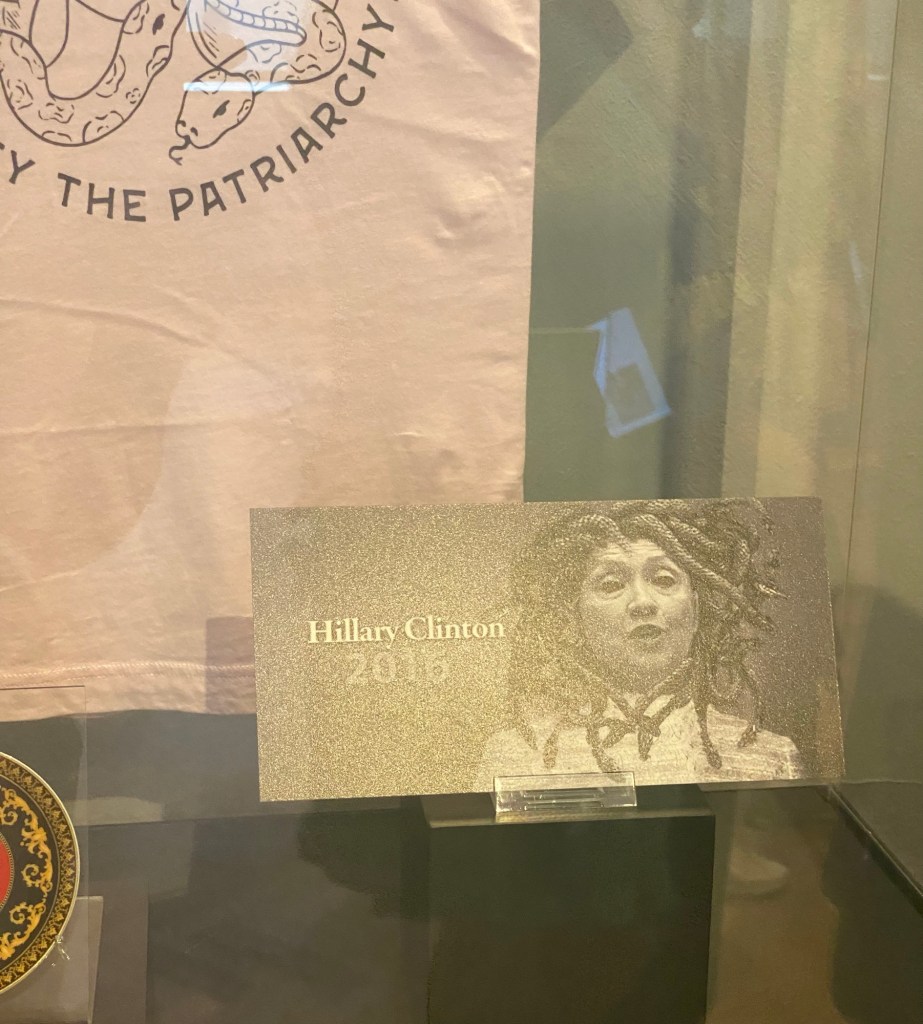 THE PATRIARCHY
Hillary Clinton
2016